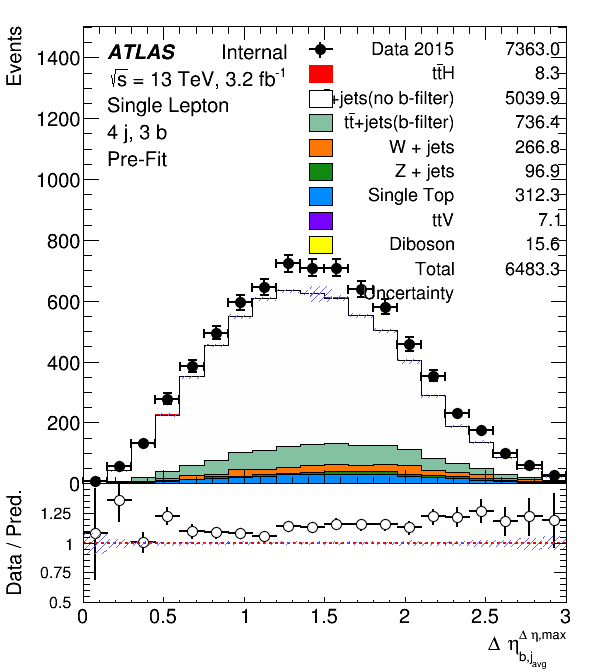 Events
1400
1200
1000
800
600
400
200
0
ATLAS Internal
√s = 13 TeV, 3.2 fb-1
Single Lepton
4 j, 3 b
Pre-Fit
Data 2015 7363.0
tt̄H 8.3
+jets(no b-filter) 5039.9
tt̄+jets(b-filter) 736.4
W + jets 266.8
Z + jets 96.9
Single Top 312.3
ttV 7.1
Diboson 15.6
Total 6483.3
Uncertainty
Data / Pred.
1.25
1
0.75
0.5
0 0.5 1 1.5 2 2.5 3
Δ η Δ η,max b,j avg